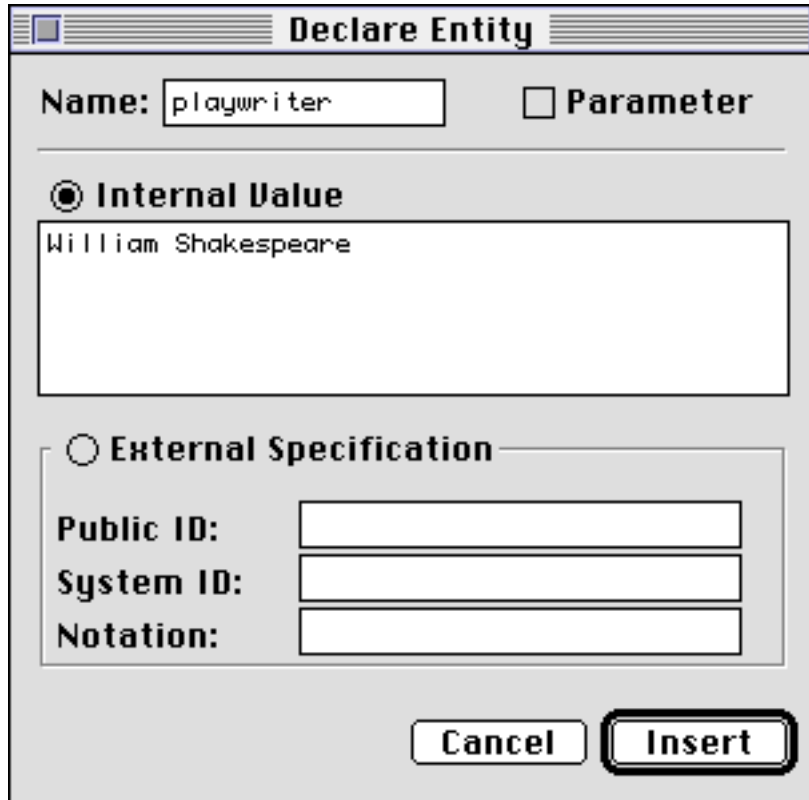 Declare Entity
Name: playwriter Parameter
Internal Value
William Shakespeare
External Specification
Public ID:
System ID:
Notation:
Cancel Insert